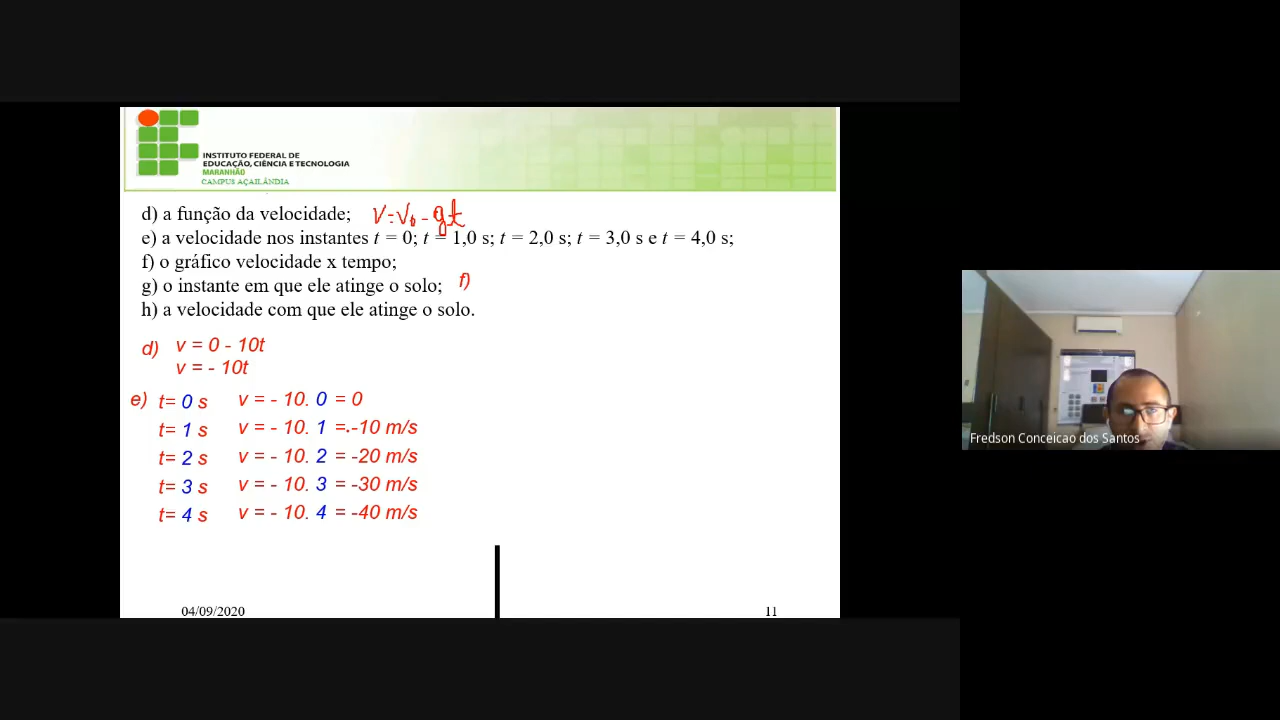 INSTITUTO FEDERAL DE
EDUCAÇÃO, CIÊNCIA E TECNOLOGIA
MARANHÃO
CAMPUS AÇAILÂNDIA
d) a função da velocidade; V=V₀-gt
e) a velocidade nos instantes t = 0; t = 1,0 s; t = 2,0 s; t = 3,0 s e t = 4,0 s;
f) o gráfico velocidade x tempo;
g) o instante em que ele atinge o solo; f)
h) a velocidade com que ele atinge o solo.
d) v = 0 - 10t
v = - 10t
e) t= 0 s v = - 10. 0 = 0
t= 1 s v = - 10. 1 = -10 m/s
t= 2 s v = - 10. 2 = -20 m/s
t= 3 s v = - 10. 3 = -30 m/s
t= 4 s v = - 10. 4 = -40 m/s
04/09/2020 11
Fredson Conceicao dos Santos